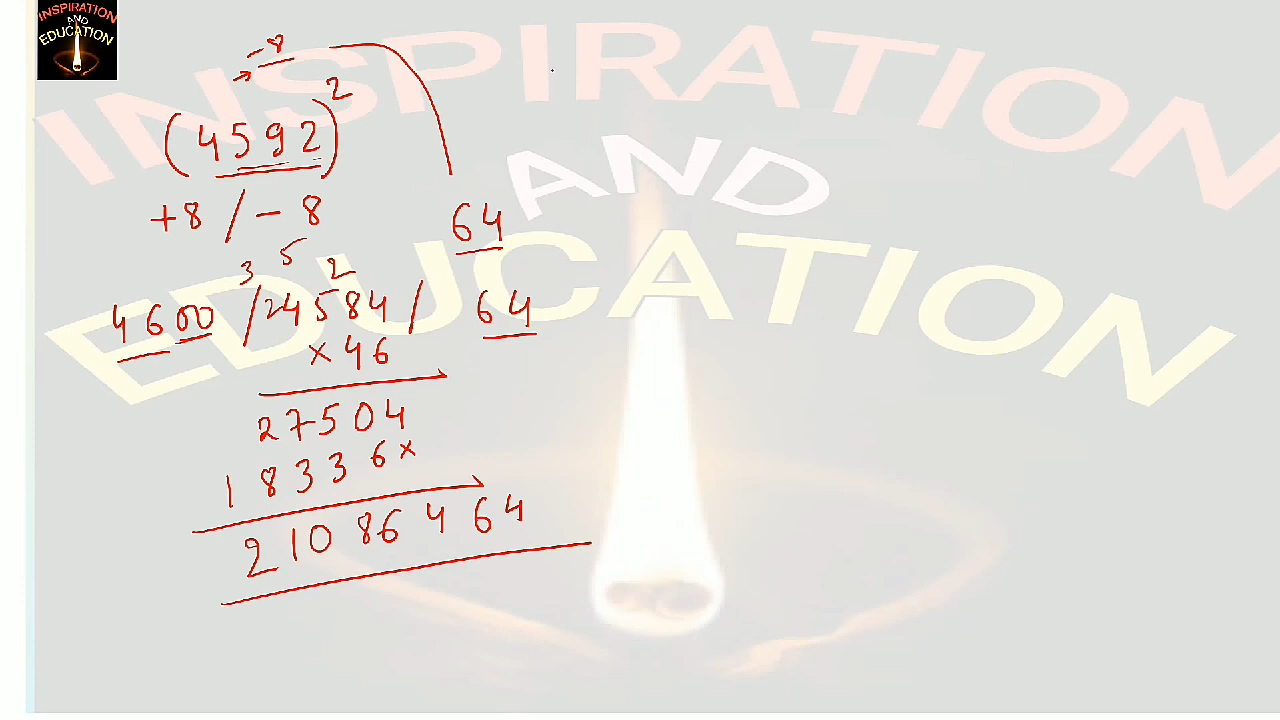 INSPIRATION
AND
EDUCATION
INSPIRATION
AND
EDUCATION
-8
(4592)2
+8 / - 8
64
3 5 2
4600 / 4584 / 64
× 46
27504
18336×
21086464